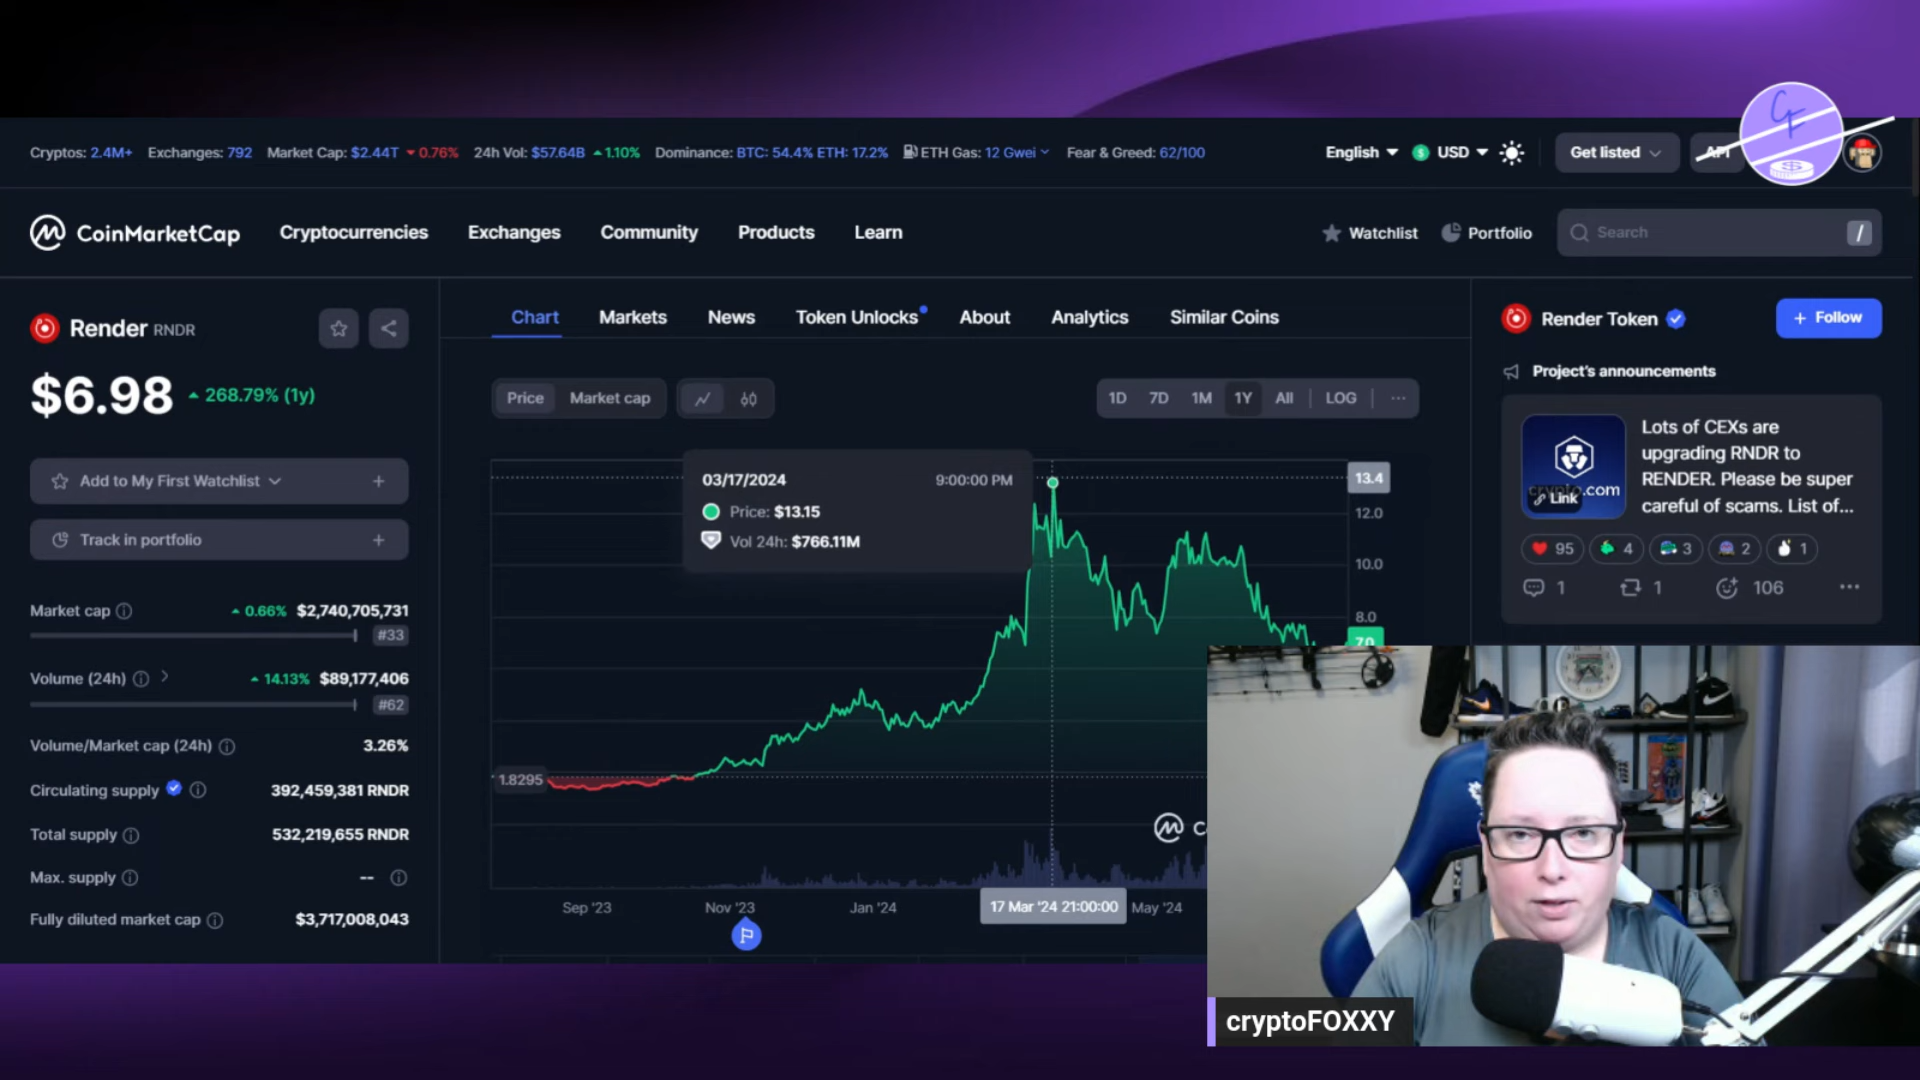 Cryptos: 2.4M+ Exchanges: 792 Market Cap: $2.44T 0.76% 24h Vol: $57.64B 1.10% Dominance: BTC: 54.4% ETH: 17.2% ETH Gas: 12 Gwei Fear & Greed: 62/100
English $ USD Get listed API
CF
$
CoinMarketCap Cryptocurrencies Exchanges Community Products Learn
Watchlist Portfolio Search /
Render RNDR
$6.98 268.79% (1y)
Add to My First Watchlist +
Track in portfolio +
Market cap 0.66% $2,740,705,731
#33
Volume (24h) 14.13% $89,177,406
#62
Volume/Market cap (24h) 3.26%
Circulating supply 392,459,381 RNDR
Total supply 532,219,655 RNDR
Max. supply --
Fully diluted market cap $3,717,008,043
Chart Markets News Token Unlocks About Analytics Similar Coins
Price Market cap
1D 7D 1M 1Y All LOG ...
03/17/2024 9:00:00 PM
Price: $13.15
Vol 24h: $766.11M
13.4
12.0
10.0
8.0
7.0
1.8295
C
Sep '23 Nov '23 Jan '24 17 Mar '24 21:00:00 May '24
Render Token + Follow
Project's announcements
crypto.com
Link
Lots of CEXs are
upgrading RNDR to
RENDER. Please be super
careful of scams. List of...
95 4 3 2 1
1 1 106 ...
cryptoFOXXY